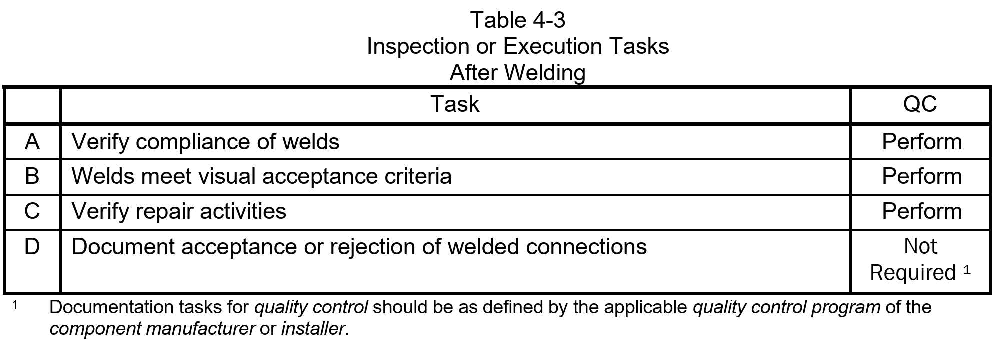 Table 4-3
Inspection or Execution Tasks
After Welding
Task QC
A Verify compliance of welds Perform
B Welds meet visual acceptance criteria Perform
C Verify repair activities Perform
D Document acceptance or rejection of welded connections Not
Required 1
1 Documentation tasks for quality control should be as defined by the applicable quality control program of the
component manufacturer or installer.